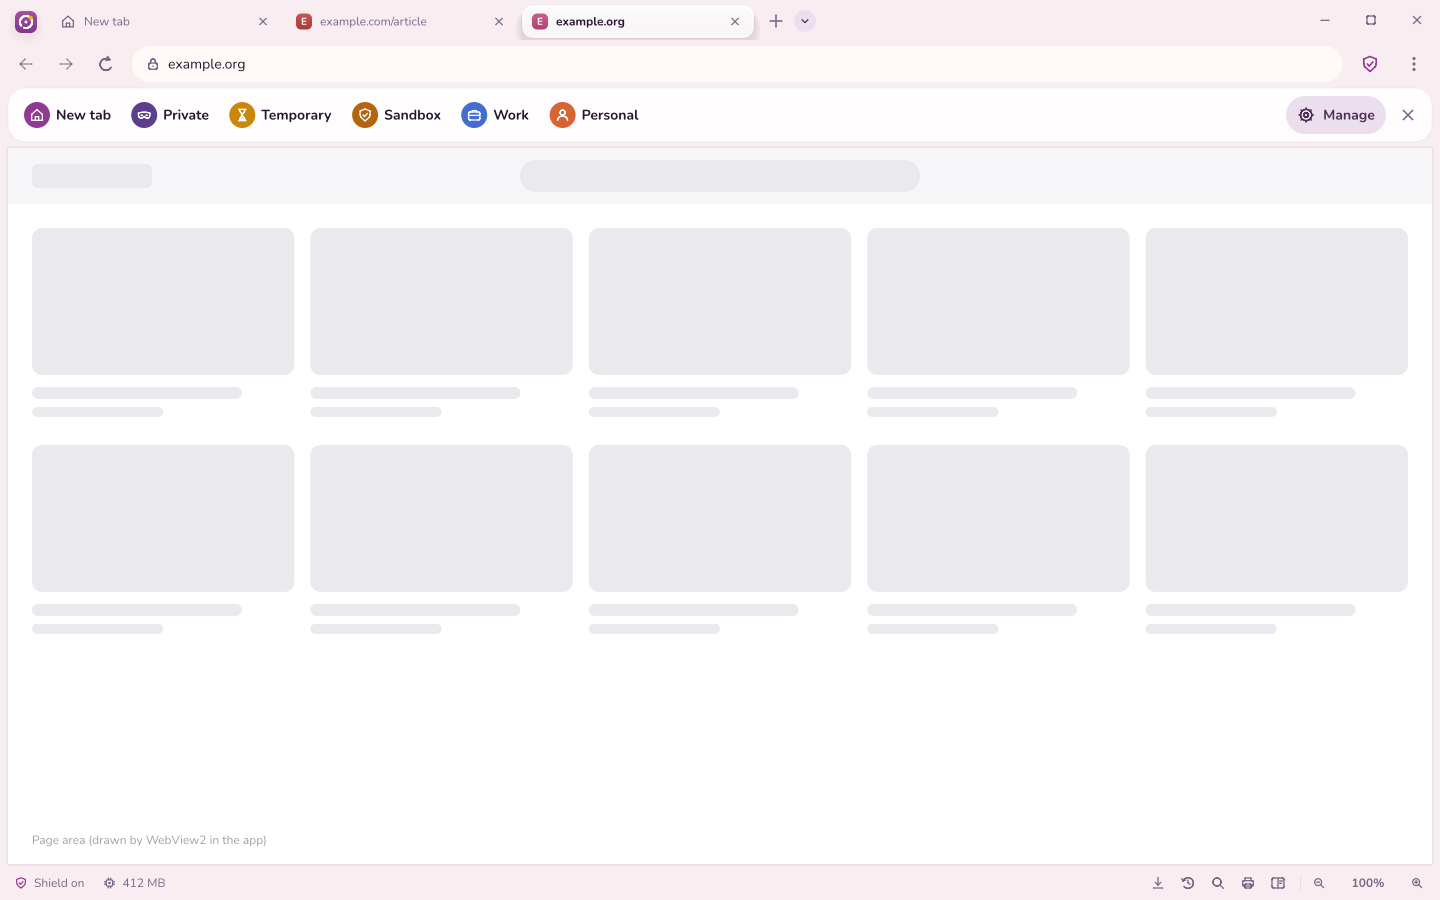 New tab
E example.com/article
E example.org
example.org
New tab Private Temporary Sandbox Work Personal Manage
Page area (drawn by WebView2 in the app)
Shield on 412 MB 100%